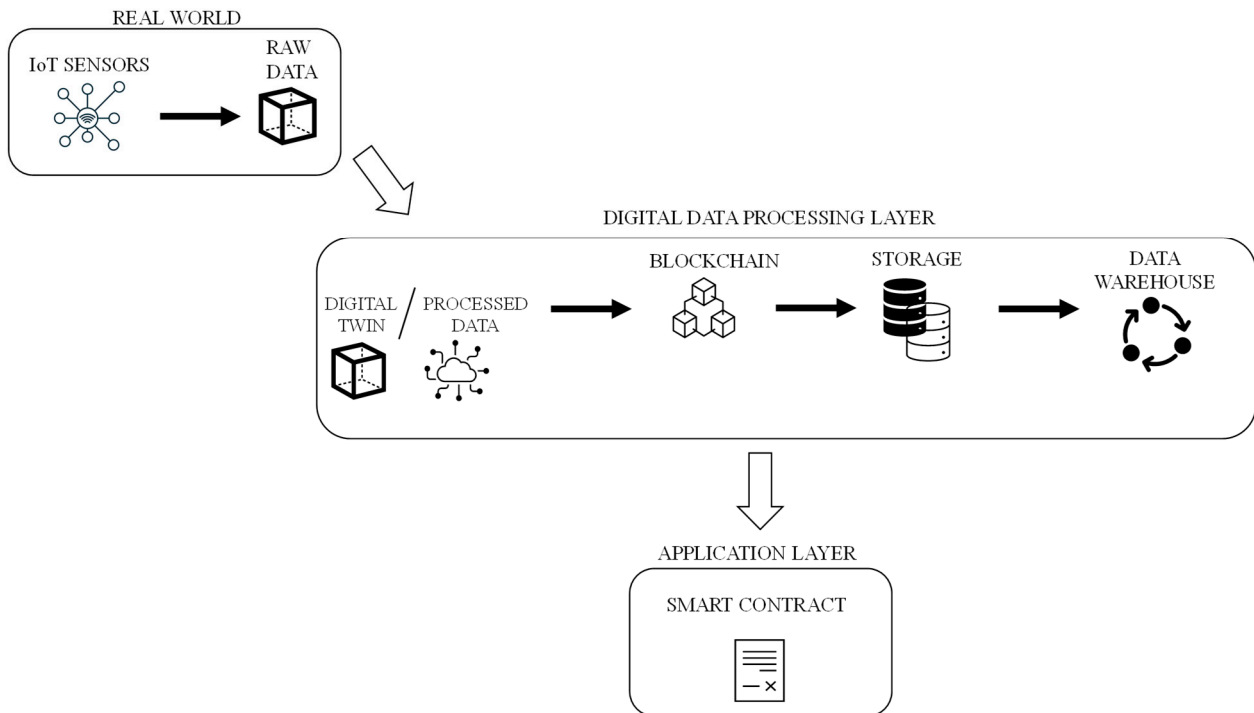 REAL WORLD
IoT SENSORS
RAW
DATA
DIGITAL DATA PROCESSING LAYER
DIGITAL
TWIN
/
PROCESSED
DATA
BLOCKCHAIN
STORAGE
DATA
WAREHOUSE
APPLICATION LAYER
SMART CONTRACT